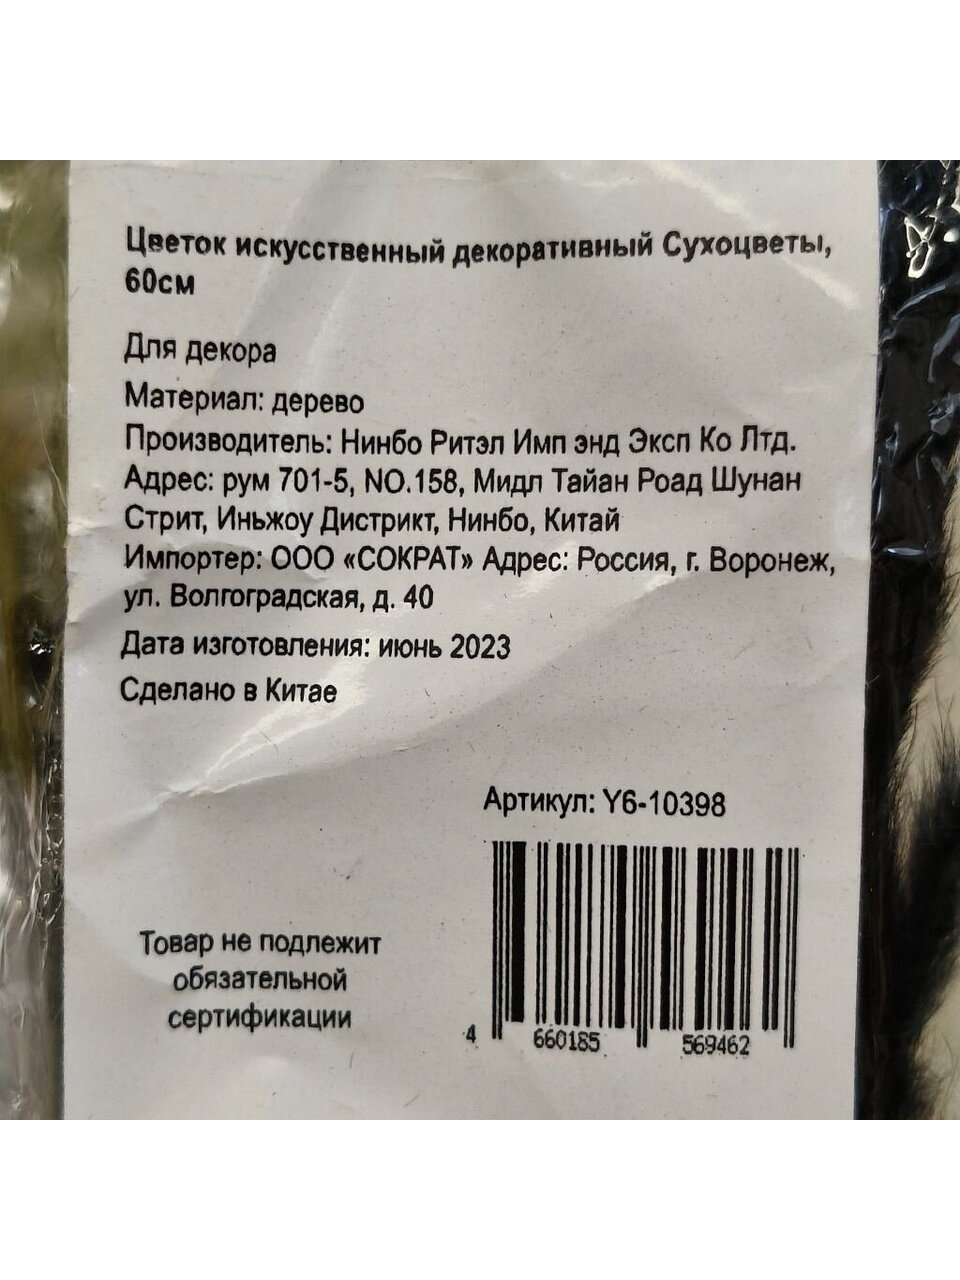 Цветок искусственный декоративный Сухоцветы,
60см
Для декора
Материал: дерево
Производитель: Нинбо Ритэл Имп энд Эксп Ко Лтд.
Адрес: рум 701-5, NO.158, Мидл Тайан Роад Шунан
Стрит, Иньжоу Дистрикт, Нинбо, Китай
Импортер: ООО «СОКРАТ» Адрес: Россия, г. Воронеж,
ул. Волгоградская, д. 40
Дата изготовления: июнь 2023
Сделано в Китае
Артикул: Y6-10398
Товар не подлежит
обязательной
сертификации
4 660185 569462